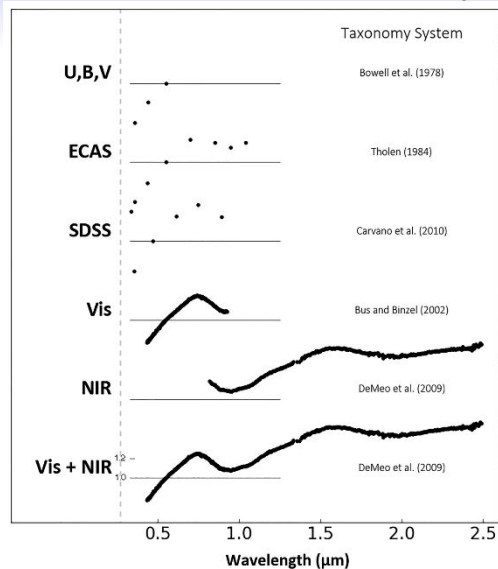 Taxonomy System
U,B,V
Bowell et al. (1978)
ECAS
Tholen (1984)
SDSS
Carvano et al. (2010)
Vis
Bus and Binzel (2002)
NIR
DeMeo et al. (2009)
1.2
Vis + NIR
1.0
DeMeo et al. (2009)
0.5 1.0 1.5 2.0 2.5
Wavelength (μm)